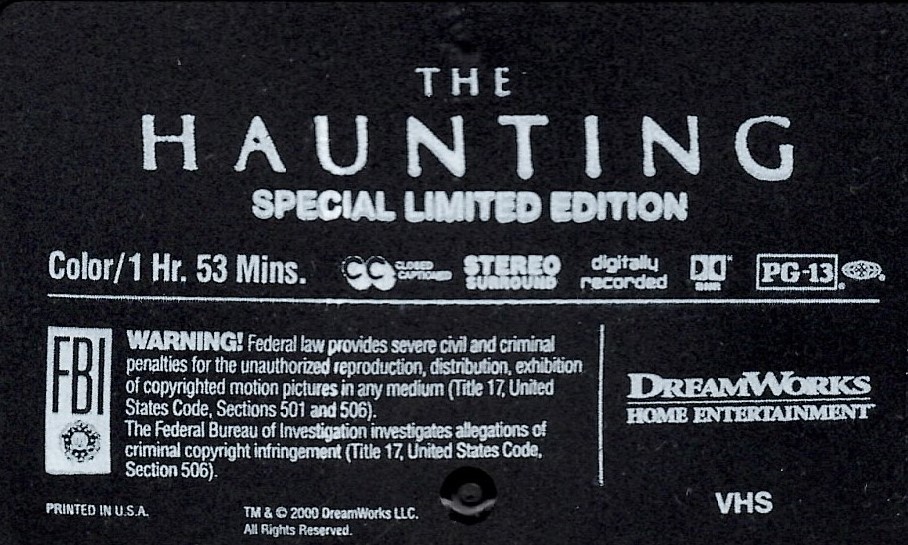 THE
HAUNTING
SPECIAL LIMITED EDITION
Color/1 Hr. 53 Mins.
CC CLOSED CAPTIONED
STEREO SURROUND
digitally recorded
PG-13
FBI
WARNING! Federal law provides severe civil and criminal
penalties for the unauthorized reproduction, distribution, exhibition
of copyrighted motion pictures in any medium (Title 17, United
States Code, Sections 501 and 506).
The Federal Bureau of Investigation investigates allegations of
criminal copyright infringement (Title 17, United States Code,
Section 506).
DREAMWORKS
HOME ENTERTAINMENT™
VHS
PRINTED IN U.S.A.
TM & © 2000 DreamWorks LLC.
All Rights Reserved.